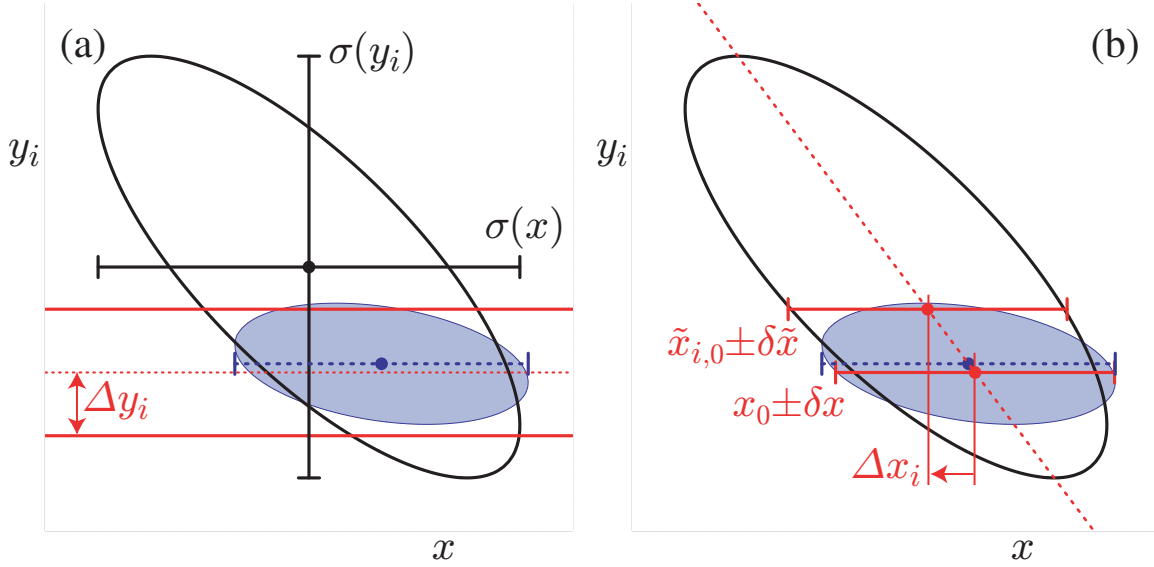 (a)
σ(y_i)
y_i
σ(x)
Δy_i
x
(b)
y_i
x̃_{i,0}±δx̃
x_0±δx
Δx_i
x